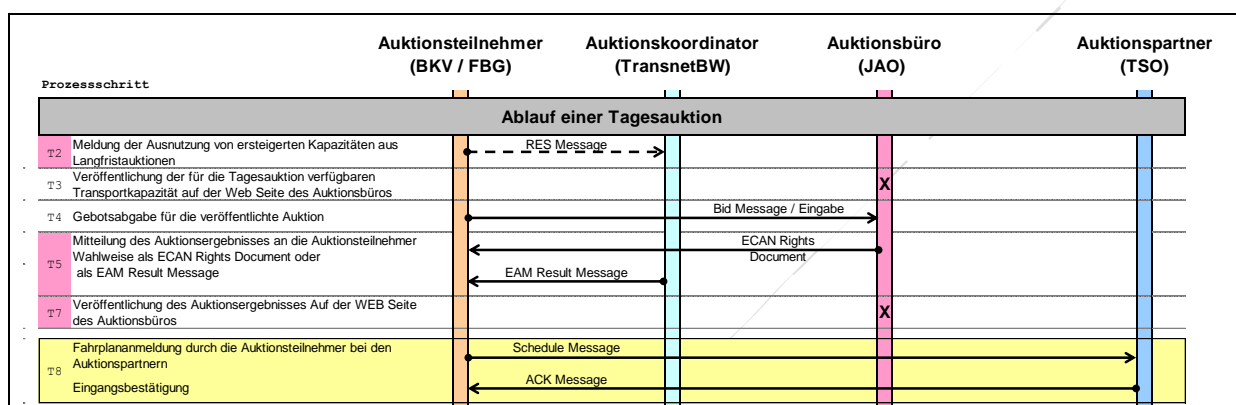 Auktionsteilnehmer Auktionskoordinator Auktionsbüro Auktionspartner
(BKV / FBG) (TransnetBW) (JAO) (TSO)
Prozessschritt
Ablauf einer Tagesauktion
T2
Meldung der Ausnutzung von ersteigerten Kapazitäten aus
Langfristauktionen
RES Message
T3
Veröffentlichung der für die Tagesauktion verfügbaren
Transportkapazität auf der Web Seite des Auktionsbüros
X
T4
Gebotsabgabe für die veröffentlichte Auktion
Bid Message / Eingabe
T5
Mitteilung des Auktionsergebnisses an die Auktionsteilnehmer
Wahlweise als ECAN Rights Document oder
als EAM Result Message
ECAN Rights
Document
EAM Result Message
T7
Veröffentlichung des Auktionsergebnisses Auf der WEB Seite
des Auktionsbüros
X
T8
Fahrplananmeldung durch die Auktionsteilnehmer bei den
Auktionspartnern
Schedule Message
Eingangsbestätigung
ACK Message